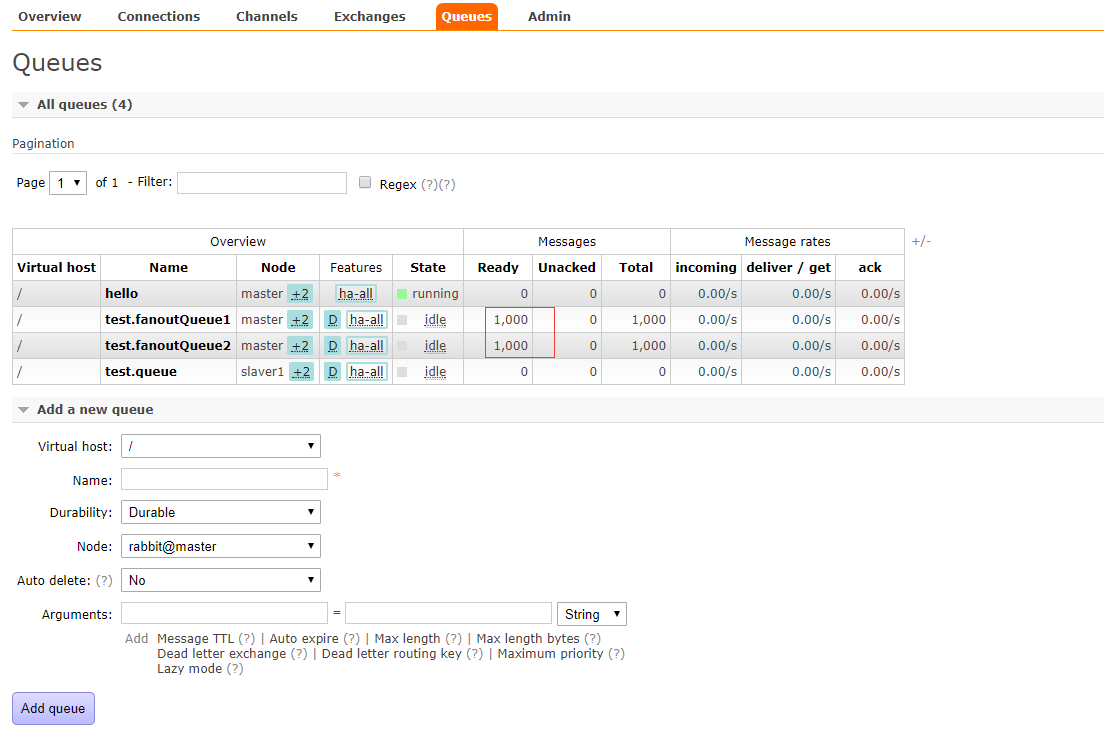 Overview Connections Channels Exchanges Queues Admin
Queues
All queues (4)
Pagination
Page 1 of 1 - Filter: Regex (?)(?)
Overview Messages Message rates +/-
Virtual host Name Node Features State Ready Unacked Total incoming deliver / get ack
/ hello master +2 ha-all running 0 0 0 0.00/s 0.00/s 0.00/s
/ test.fanoutQueue1 master +2 D ha-all idle 1,000 0 1,000 0.00/s 0.00/s 0.00/s
/ test.fanoutQueue2 master +2 D ha-all idle 1,000 0 1,000 0.00/s 0.00/s 0.00/s
/ test.queue slaver1 +2 D ha-all idle 0 0 0 0.00/s 0.00/s 0.00/s
Add a new queue
Virtual host: /
Name: *
Durability: Durable
Node: rabbit@master
Auto delete: (?) No
Arguments: = String
Add Message TTL (?) | Auto expire (?) | Max length (?) | Max length bytes (?)
Dead letter exchange (?) | Dead letter routing key (?) | Maximum priority (?)
Lazy mode (?)
Add queue